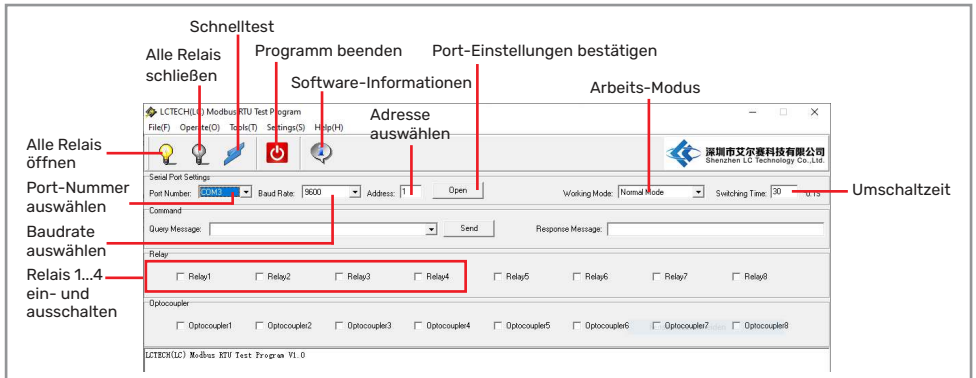 Schnelltest
Alle Relais
schließen
Programm beenden
Port-Einstellungen bestätigen
Software-Informationen
Arbeits-Modus
Adresse
auswählen
Alle Relais
öffnen
Port-Nummer
auswählen
Baudrate
auswählen
Relais 1...4
ein- und
ausschalten
Umschaltzeit
LCTECH(LC) Modbus RTU Test Program
File(F) Operate(O) Tools(T) Settings(S) Help(H)
深圳市艾尔赛科技有限公司
Shenzhen LC Technology Co.,Ltd.
Serial Port Settings
Port Number: COM3 Baud Rate: 9600 Address: 1 Open Working Mode: Normal Mode Switching Time: 30 0.1S
Command
Query Message: Send Response Message:
Relay
Relay1 Relay2 Relay3 Relay4 Relay5 Relay6 Relay7 Relay8
Optocoupler
Optocoupler1 Optocoupler2 Optocoupler3 Optocoupler4 Optocoupler5 Optocoupler6 Optocoupler7 Optocoupler8
LCTECH(LC) Modbus RTU Test Program V1.0